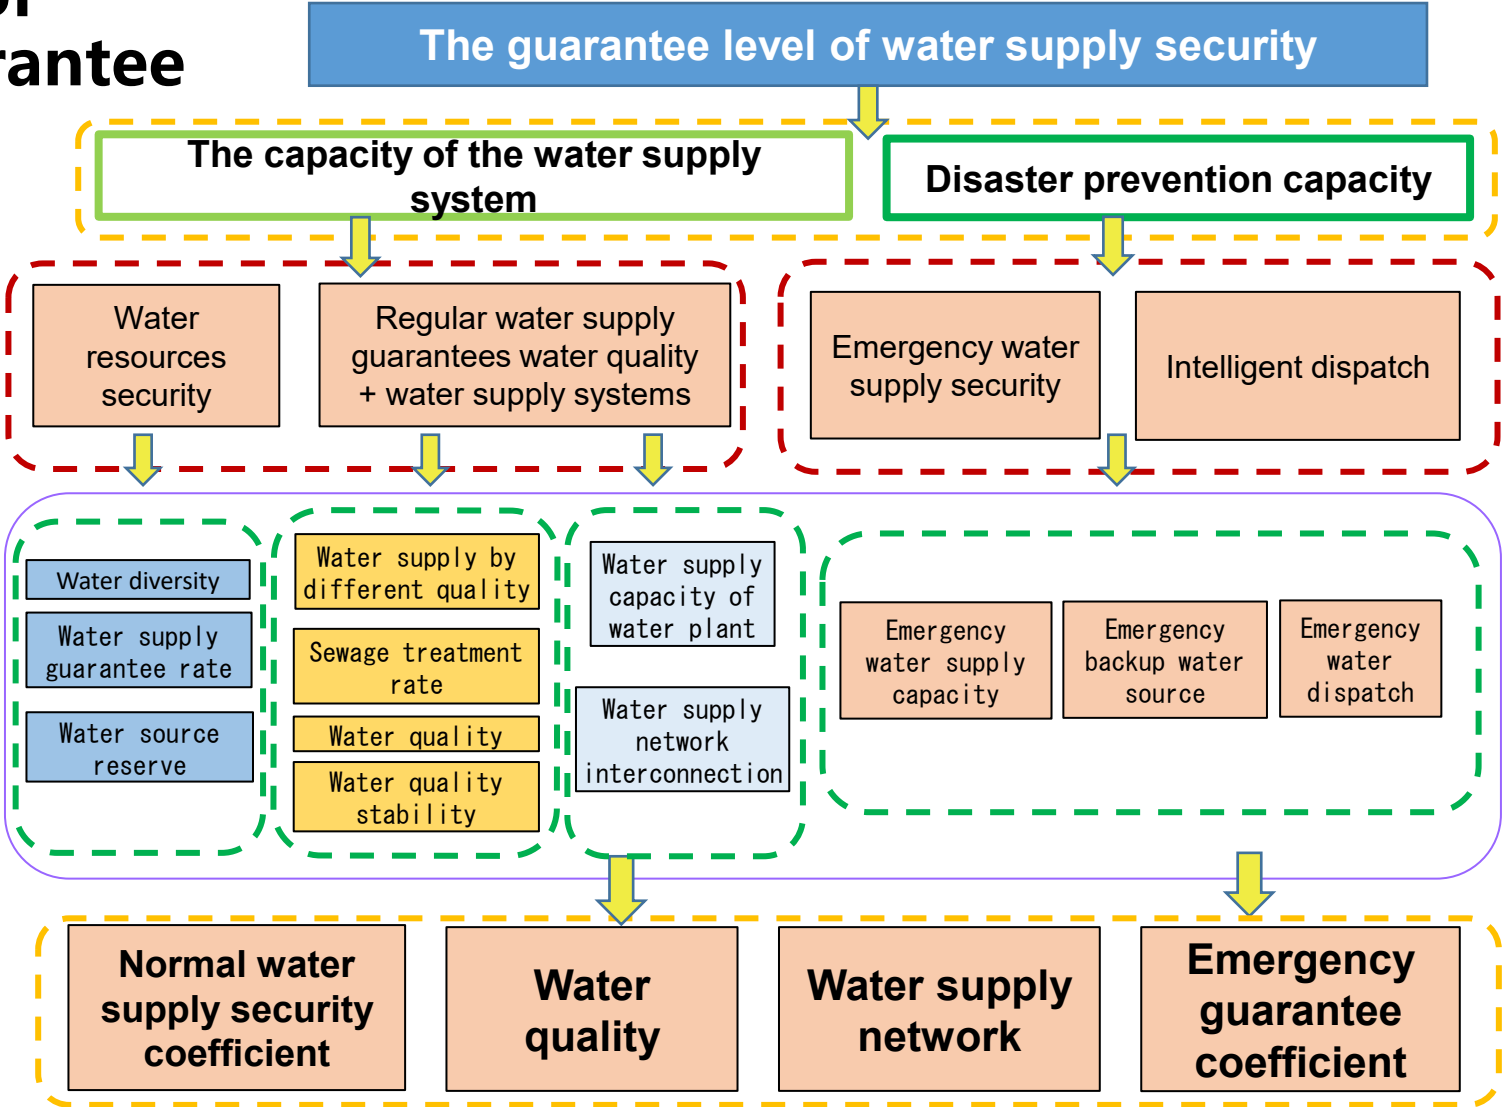 rantee
The guarantee level of water supply security
The capacity of the water supply
system
Disaster prevention capacity
Water
resources
security
Regular water supply
guarantees water quality
+ water supply systems
Emergency water
supply security
Intelligent dispatch
Water diversity
Water supply
guarantee rate
Water source
reserve
Water supply by
different quality
Sewage treatment
rate
Water quality
Water quality
stability
Water supply
capacity of
water plant
Water supply
network
interconnection
Emergency
water supply
capacity
Emergency
backup water
source
Emergency
water
dispatch
Normal water
supply security
coefficient
Water
quality
Water supply
network
Emergency
guarantee
coefficient